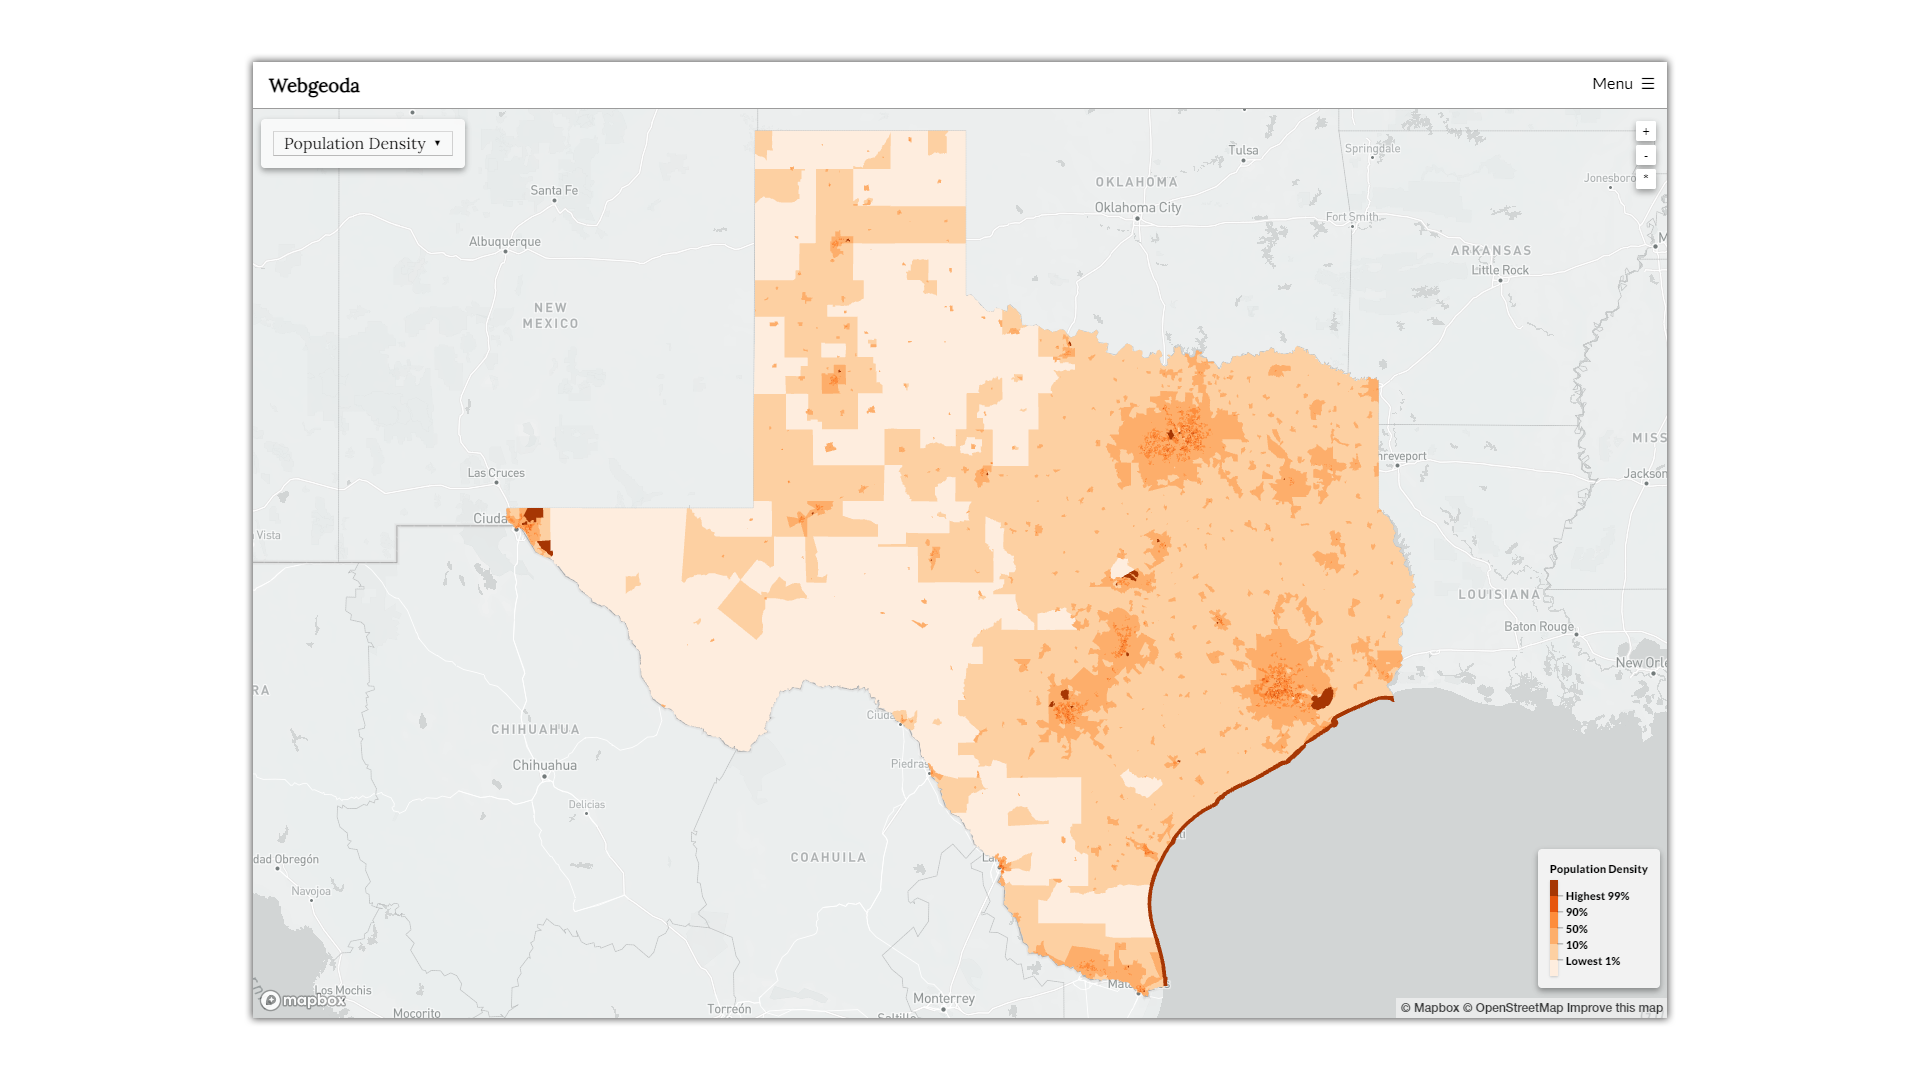 Webgeoda
Menu ☰
Population Density ▾
+
-
Tulsa
Springdale
Jonesboro
OKLAHOMA
Santa Fe
Oklahoma City
Fort Smith
Albuquerque
ARKANSAS
Little Rock
NEW
MEXICO
MISS
Las Cruces
hreveport
Jackson
Ciuda
Vista
LOUISIANA
Baton Rouge
New Orle
RA
Ciuda
CHIHUAHUA
Chihuahua
Piedras
Delicias
COAHUILA
dad Obregón
Navojoa
Population Density
Highest 99%
90%
50%
10%
Lowest 1%
Los Mochis
mapbox
Monterrey
Torreón
Mocorito
Saltillo
© Mapbox © OpenStreetMap Improve this map